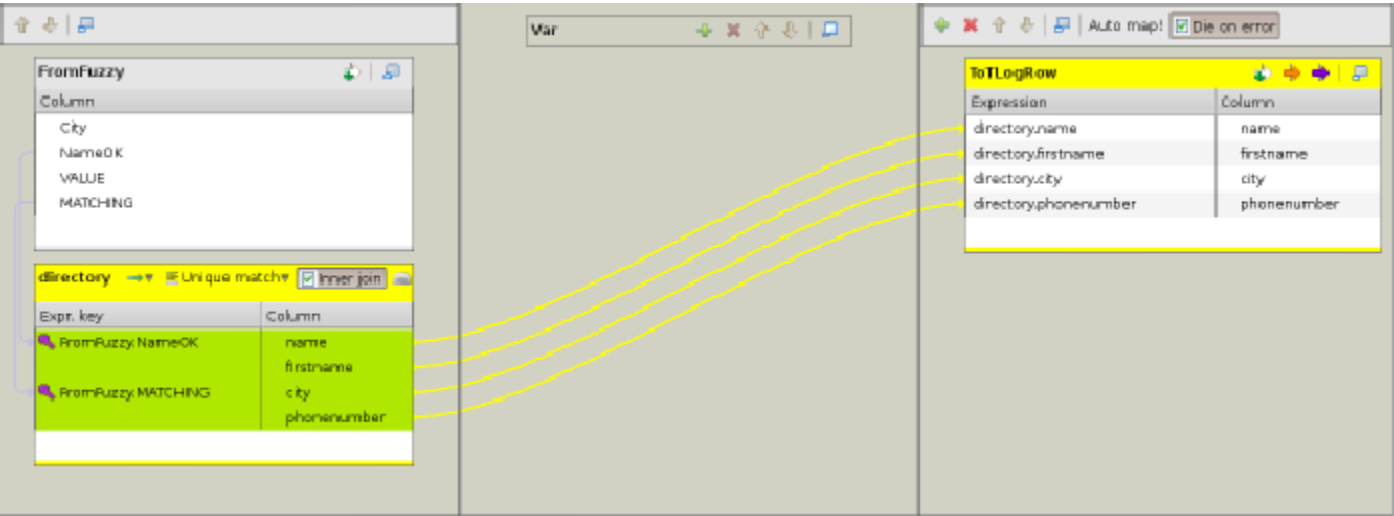 Var
Auto map!
Die on error
FromFuzzy
Column
City
NameOK
VALUE
MATCHING
directory
Unique match
Inner join
Expr. key
Column
FromFuzzy.NameOK
name
firstname
FromFuzzy.MATCHING
city
phonenumber
ToTLogRow
Expression
Column
directory.name
name
directory.firstname
firstname
directory.city
city
directory.phonenumber
phonenumber